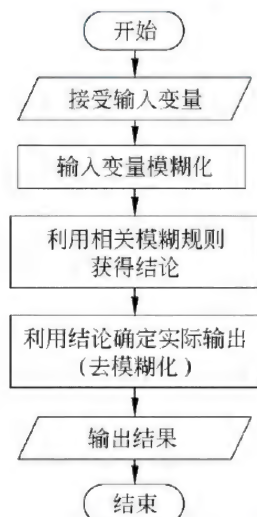 开始
接受输入变量
输入变量模糊化
利用相关模糊规则
获得结论
利用结论确定实际输出
(去模糊化)
输出结果
结束